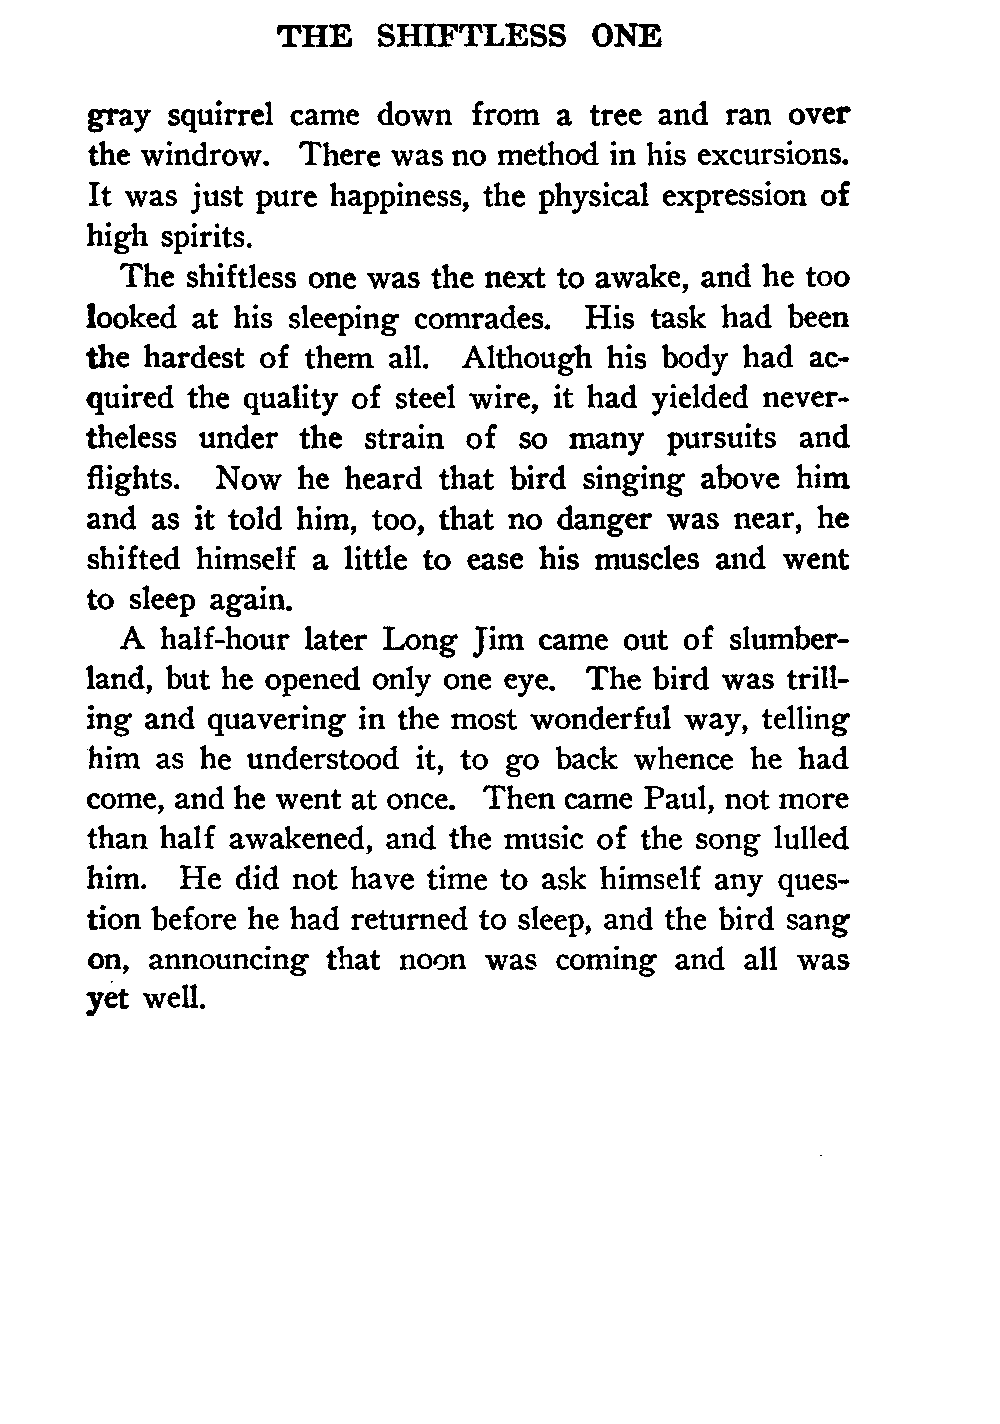 THE SHIFTLESS ONE
gray squirrel came down from a tree and ran over
the windrow. There was no method in his excursions.
It was just pure happiness, the physical expression of
high spirits.
The shiftless one was the next to awake, and he too
looked at his sleeping comrades. His task had been
the hardest of them all. Although his body had ac-
quired the quality of steel wire, it had yielded never-
theless under the strain of so many pursuits and
flights. Now he heard that bird singing above him
and as it told him, too, that no danger was near, he
shifted himself a little to ease his muscles and went
to sleep again.
A half-hour later Long Jim came out of slumber-
land, but he opened only one eye. The bird was trill-
ing and quavering in the most wonderful way, telling
him as he understood it, to go back whence he had
come, and he went at once. Then came Paul, not more
than half awakened, and the music of the song lulled
him. He did not have time to ask himself any ques-
tion before he had returned to sleep, and the bird sang
on, announcing that noon was coming and all was
yet well.